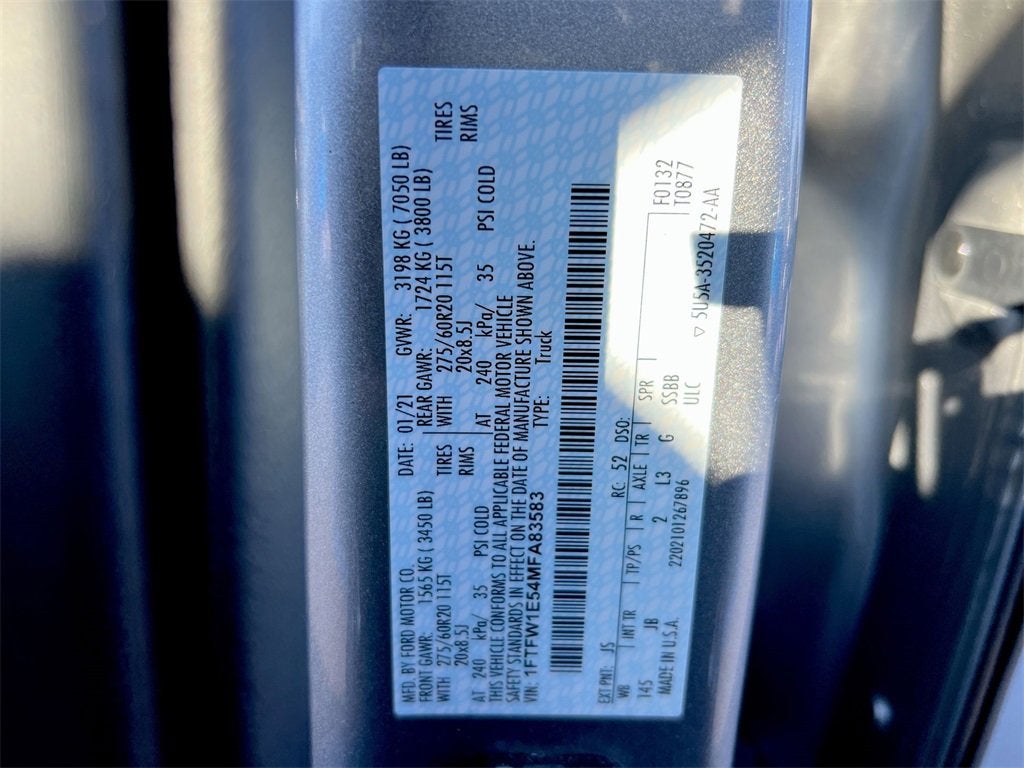 MFD. BY FORD MOTOR CO. DATE: 01/21 GVWR: 3198 KG ( 7050 LB)
FRONT GAWR: 1565 KG ( 3450 LB) REAR GAWR: 1724 KG ( 3800 LB)
WITH 275/60R20 115T TIRES WITH 275/60R20 115T TIRES
20x8.5J RIMS 20x8.5J RIMS
AT 240 kPa/ 35 PSI COLD AT 240 kPa/ 35 PSI COLD
THIS VEHICLE CONFORMS TO ALL APPLICABLE FEDERAL MOTOR VEHICLE
SAFETY STANDARDS IN EFFECT ON THE DATE OF MANUFACTURE SHOWN ABOVE.
VIN: 1FTFW1E54MFA83583 TYPE: Truck
EXT PNT: JS RC: 52 DSO: F0132
WB INT TR TP/PS R AXLE TR SPR T0877
145 JB 2 L3 G SSBB
MADE IN U.S.A. 2202101267896 ULC
▽ 5U5A-3520472-AA